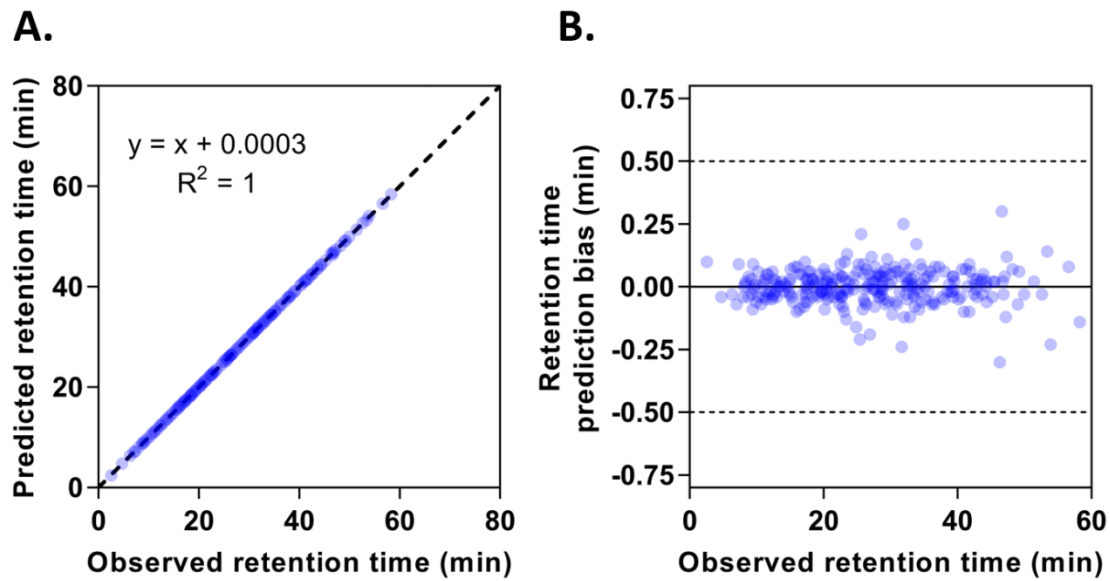 A.
Predicted retention time (min)
80
60
40
20
0
y = x + 0.0003
R² = 1
0 20 40 60 80
Observed retention time (min)
B.
Retention time
prediction bias (min)
0.75
0.50
0.25
0.00
-0.25
-0.50
-0.75
0 20 40 60
Observed retention time (min)